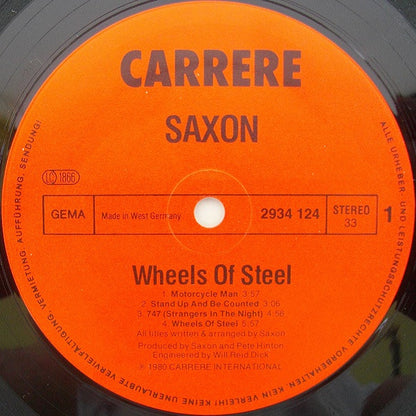 CARRERE
SAXON
LC 1866
GEMA
Made in West Germany
2934 124
STEREO
33
1
Wheels Of Steel
1. Motorcycle Man 3:57
2. Stand Up And Be Counted 3:06
3. 747 (Strangers In The Night) 4:56
4. Wheels Of Steel 5:57
All titles written & arranged by Saxon
Produced by Saxon and Pete Hinton
Engineered by Will Reid Dick
℗ 1980 CARRERE INTERNATIONAL
ALLE URHEBER- UND LEISTUNGSSCHUTZRECHTE VORBEHALTEN. KEIN VERLEIH! KEINE UNERLAUBTE VERVIELFÄLTIGUNG, VERMIETUNG, AUFFÜHRUNG, SENDUNG!